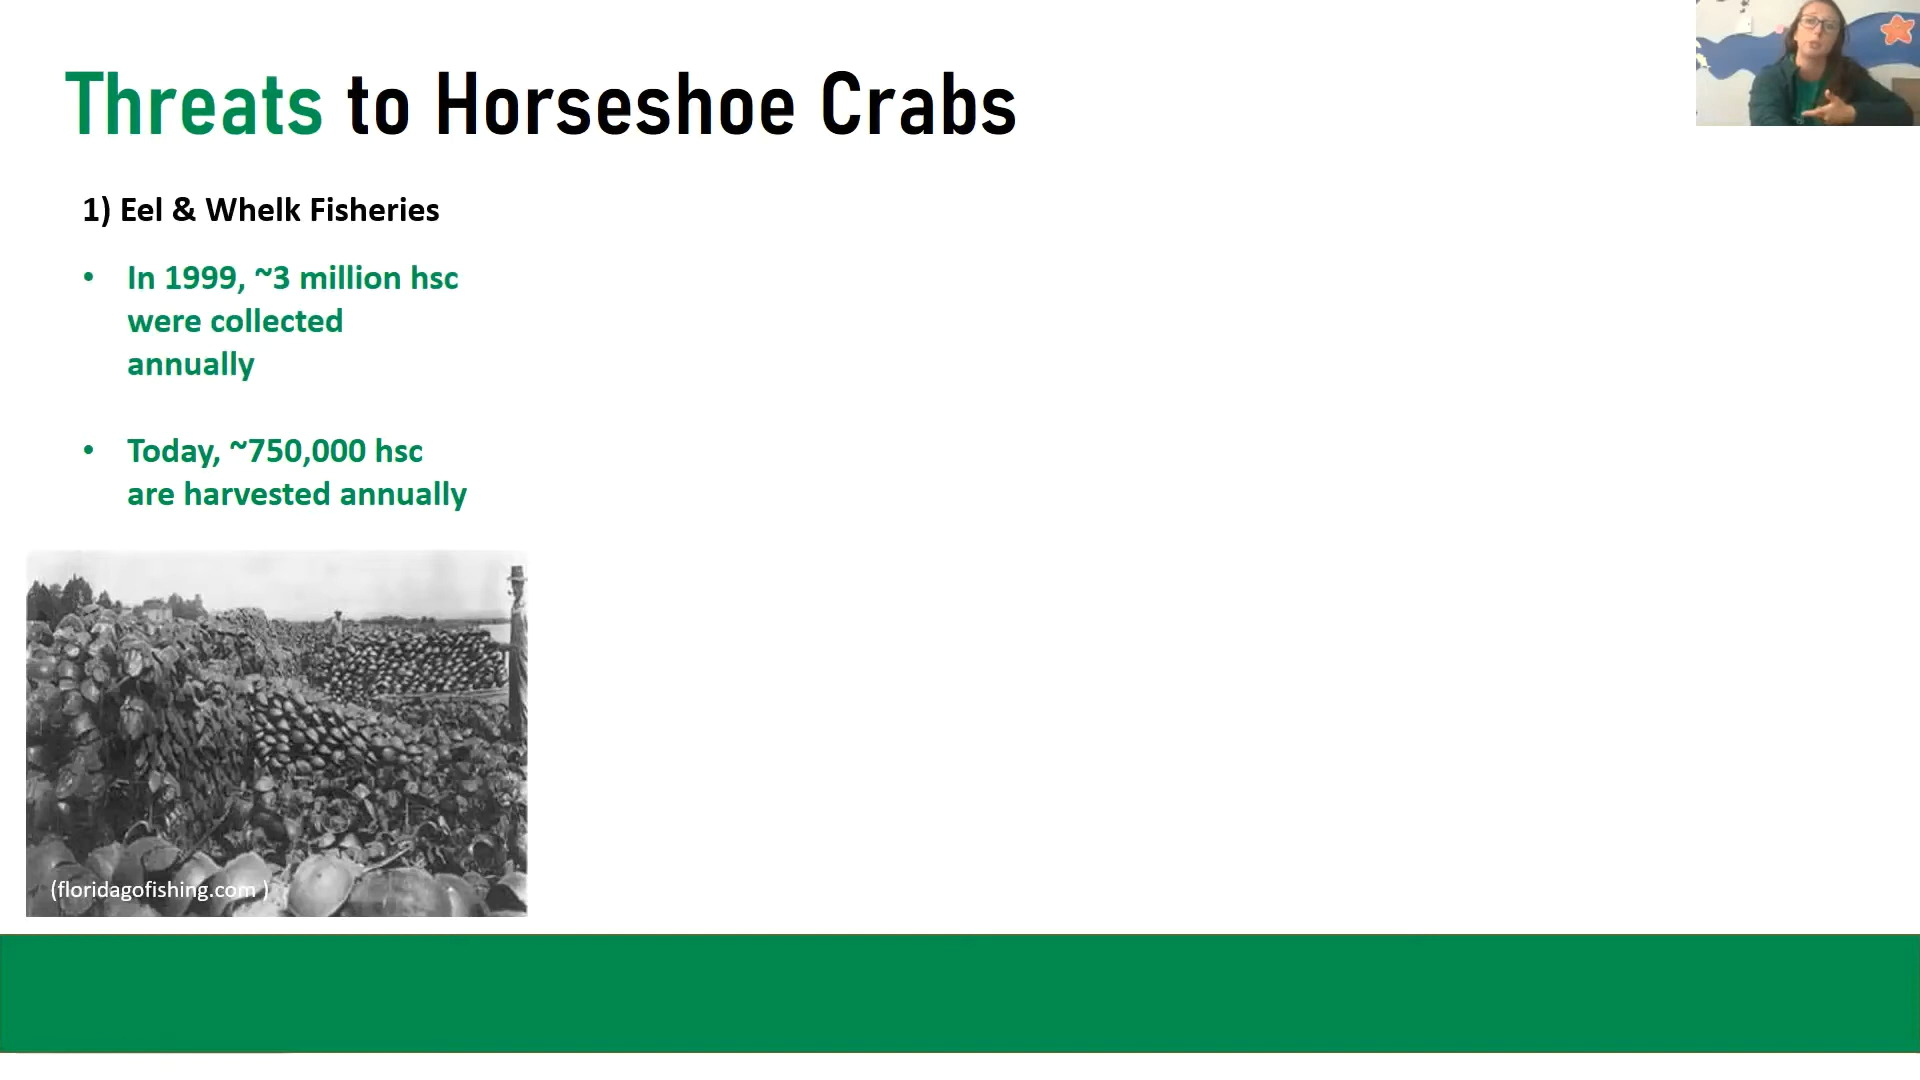 Threats to Horseshoe Crabs
1) Eel & Whelk Fisheries
• In 1999, ~3 million hsc
were collected
annually
• Today, ~750,000 hsc
are harvested annually
(floridagofishing.com )